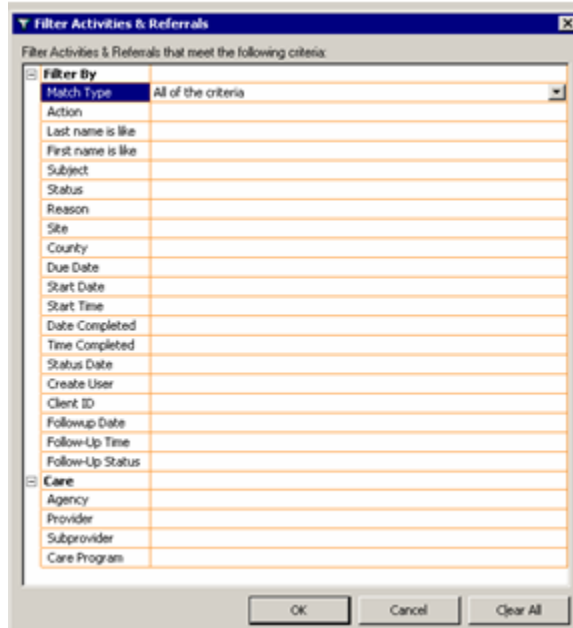 Filter Activities & Referrals
Filter Activities & Referrals that meet the following criteria:
Filter By
Match Type All of the criteria
Action
Last name is like
First name is like
Subject
Status
Reason
Site
County
Due Date
Start Date
Start Time
Date Completed
Time Completed
Status Date
Create User
Client ID
Followup Date
Follow-Up Time
Follow-Up Status
Care
Agency
Provider
Subprovider
Care Program
OK Cancel Clear All